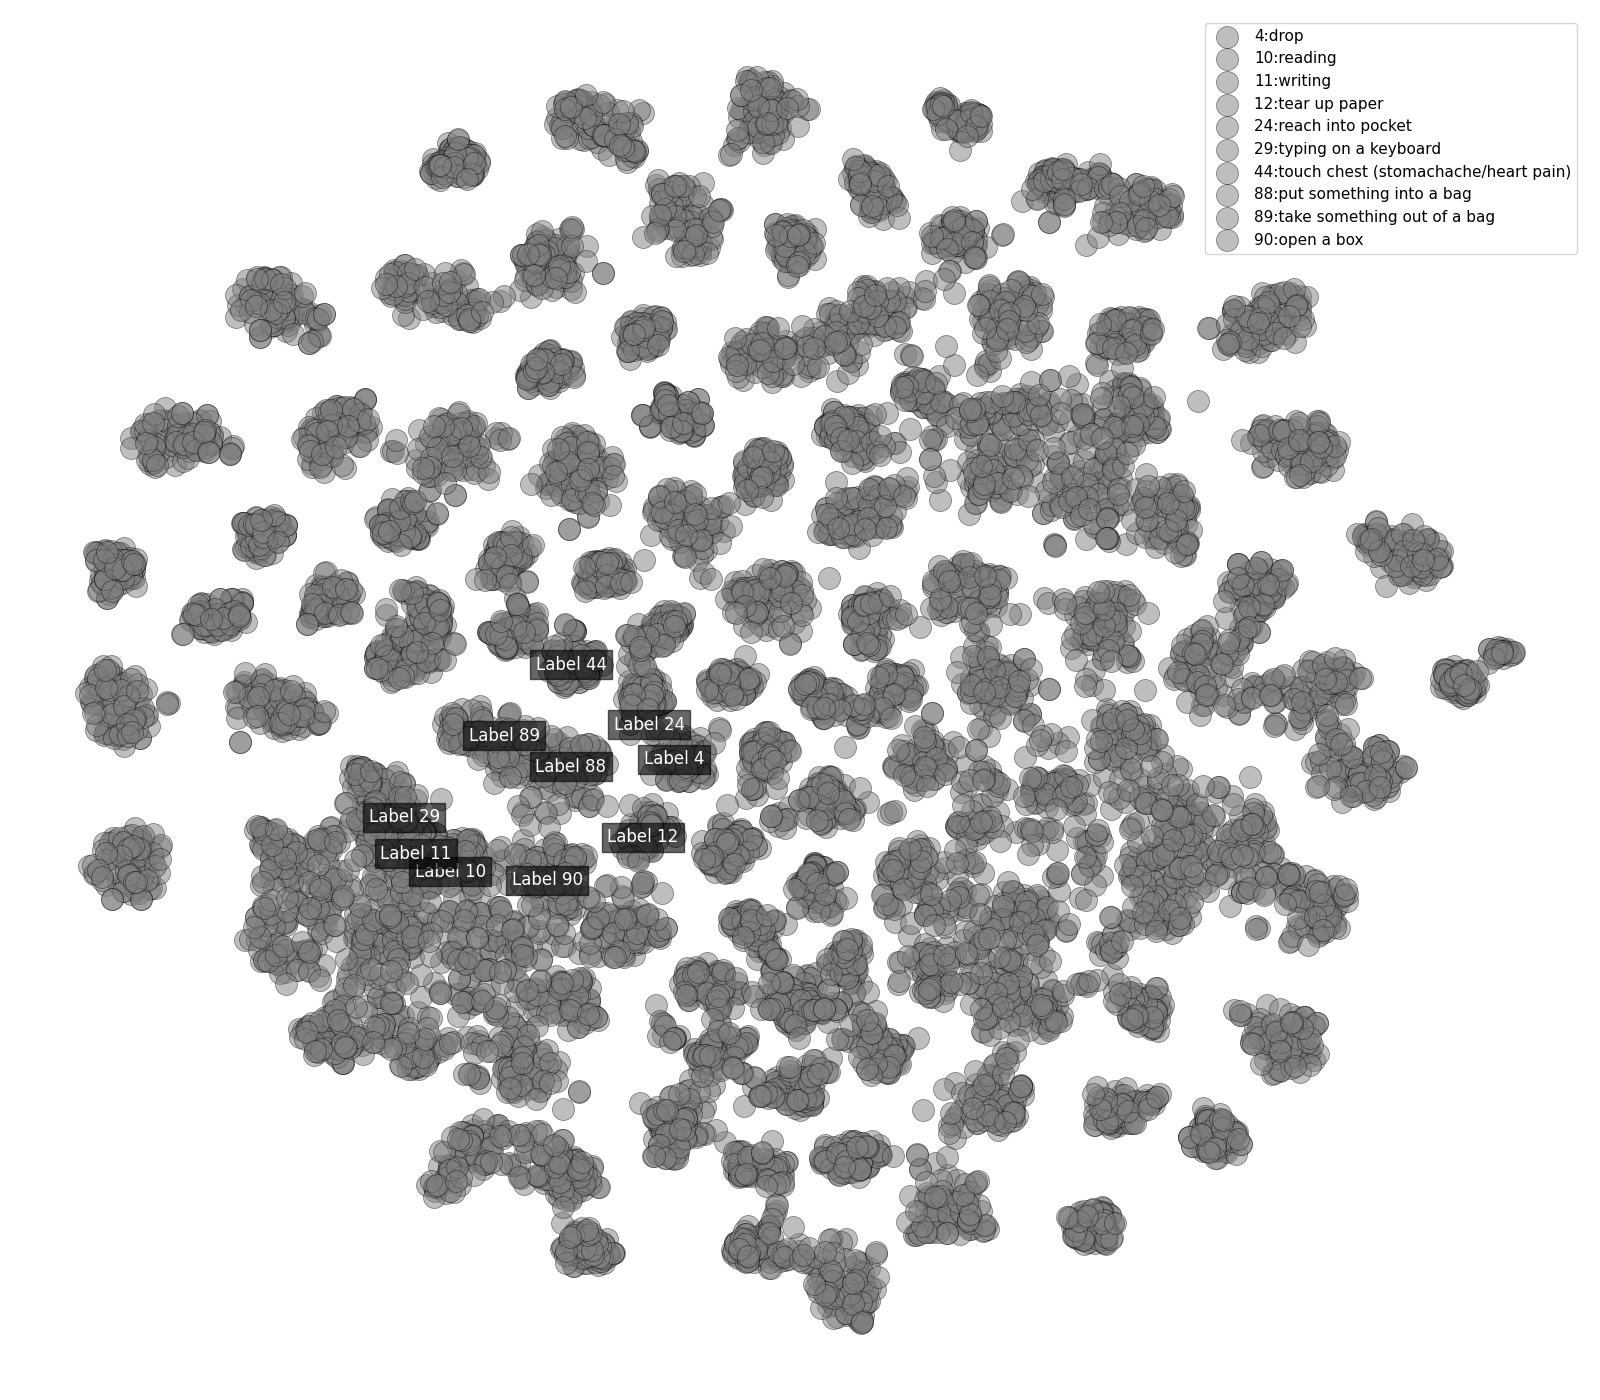 4:drop
10:reading
11:writing
12:tear up paper
24:reach into pocket
29:typing on a keyboard
44:touch chest (stomachache/heart pain)
88:put something into a bag
89:take something out of a bag
90:open a box
Label 44
Label 24
Label 89
Label 4
Label 88
Label 29
Label 12
Label 11
Label 10
Label 90